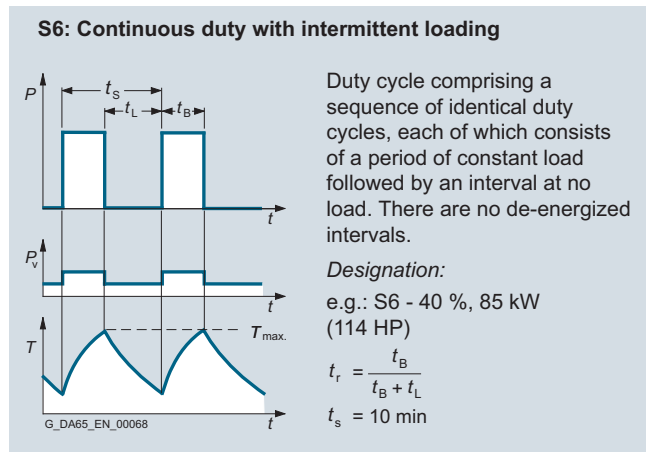 S6: Continuous duty with intermittent loading
P
tS
tL
tB
t
Pv
t
T
Tmax.
t
G_DA65_EN_00068
Duty cycle comprising a
sequence of identical duty
cycles, each of which consists
of a period of constant load
followed by an interval at no
load. There are no de-energized
intervals.
Designation:
e.g.: S6 - 40 %, 85 kW
(114 HP)
tr = tB / tB + tL
ts = 10 min